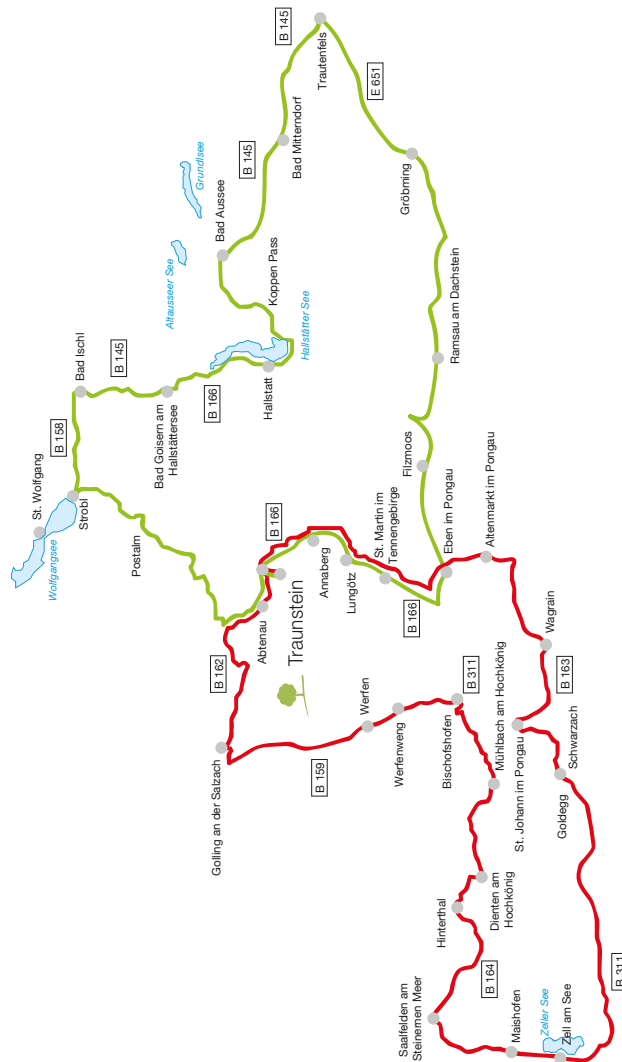 B 145
Trautenfels
E 651
Bad Mitterndorf
B 145
Grundlsee
Gröbming
Bad Aussee
Altausseer See
Koppen Pass
Hallstätter See
Ramsau am Dachstein
Bad Ischl
B 145
Bad Goisern am
Hallstättersee
B 166
Hallstatt
B 158
St. Wolfgang
Strobl
Wolfgangsee
Postalm
Filzmoos
Eben im Pongau
Altenmarkt im Pongau
B 166
Annaberg
Lungötz
St. Martin im
Tennengebirge
B 166
Abtenau
Traunstein
B 162
Golling an der Salzach
B 159
Werfen
Werfenweng
B 311
Bischofshofen
Mühlbach am Hochkönig
Wagrain
B 163
St. Johann im Pongau
Schwarzach
Goldegg
Dienten am
Hochkönig
Hinterthal
B 164
Saalfelden am
Steinernen Meer
Maishofen
Zeller See
Zell am See
B 311